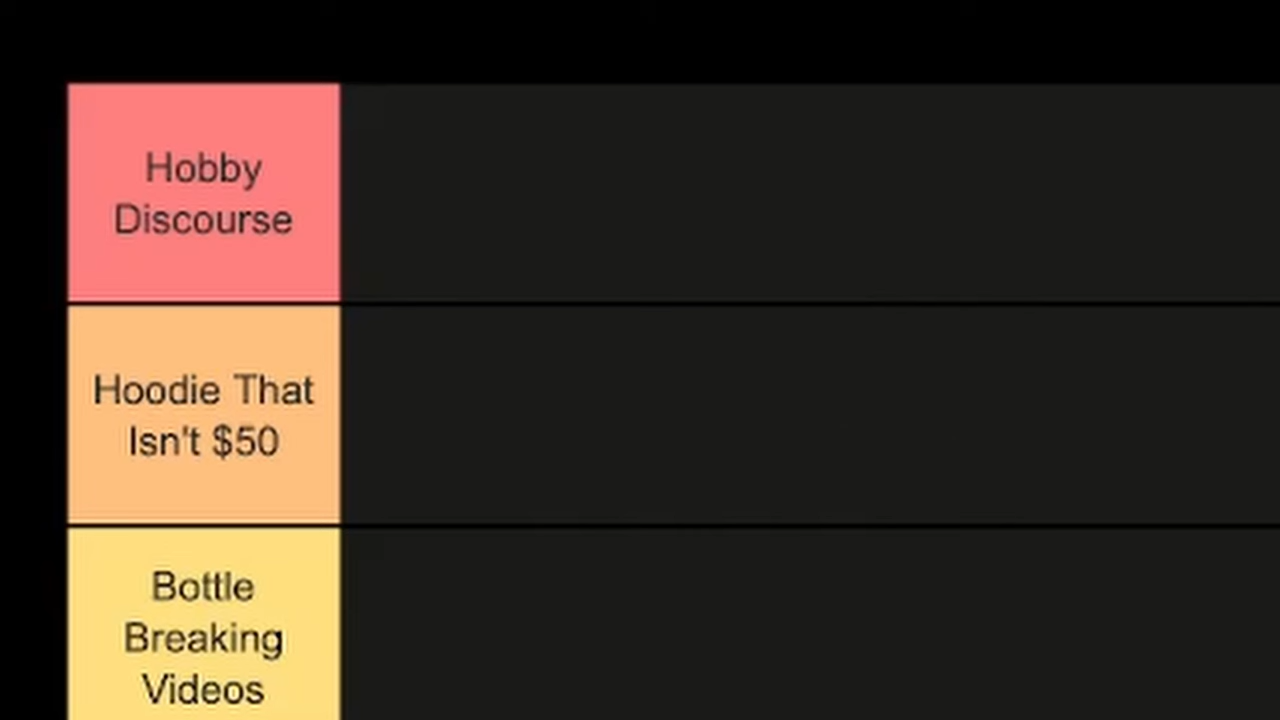 Hobby
Discourse
Hoodie That
Isn't $50
Bottle
Breaking
Videos